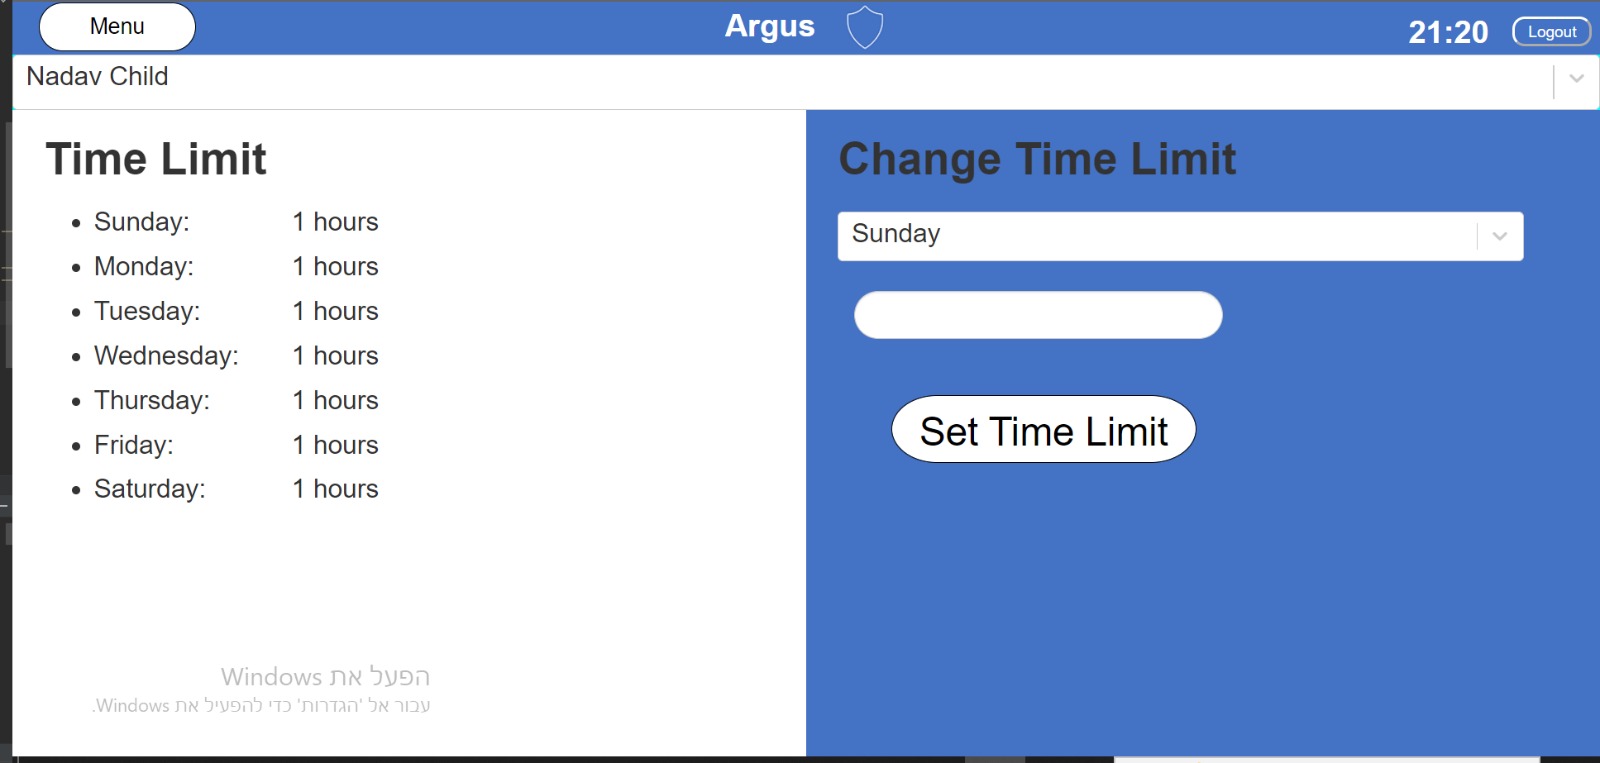 Menu
Argus
21:20
Logout
Nadav Child
Time Limit
Sunday: 1 hours
Monday: 1 hours
Tuesday: 1 hours
Wednesday: 1 hours
Thursday: 1 hours
Friday: 1 hours
Saturday: 1 hours
Change Time Limit
Sunday
Set Time Limit
הפעל את Windows
עבור אל 'הגדרות' כדי להפעיל את Windows.